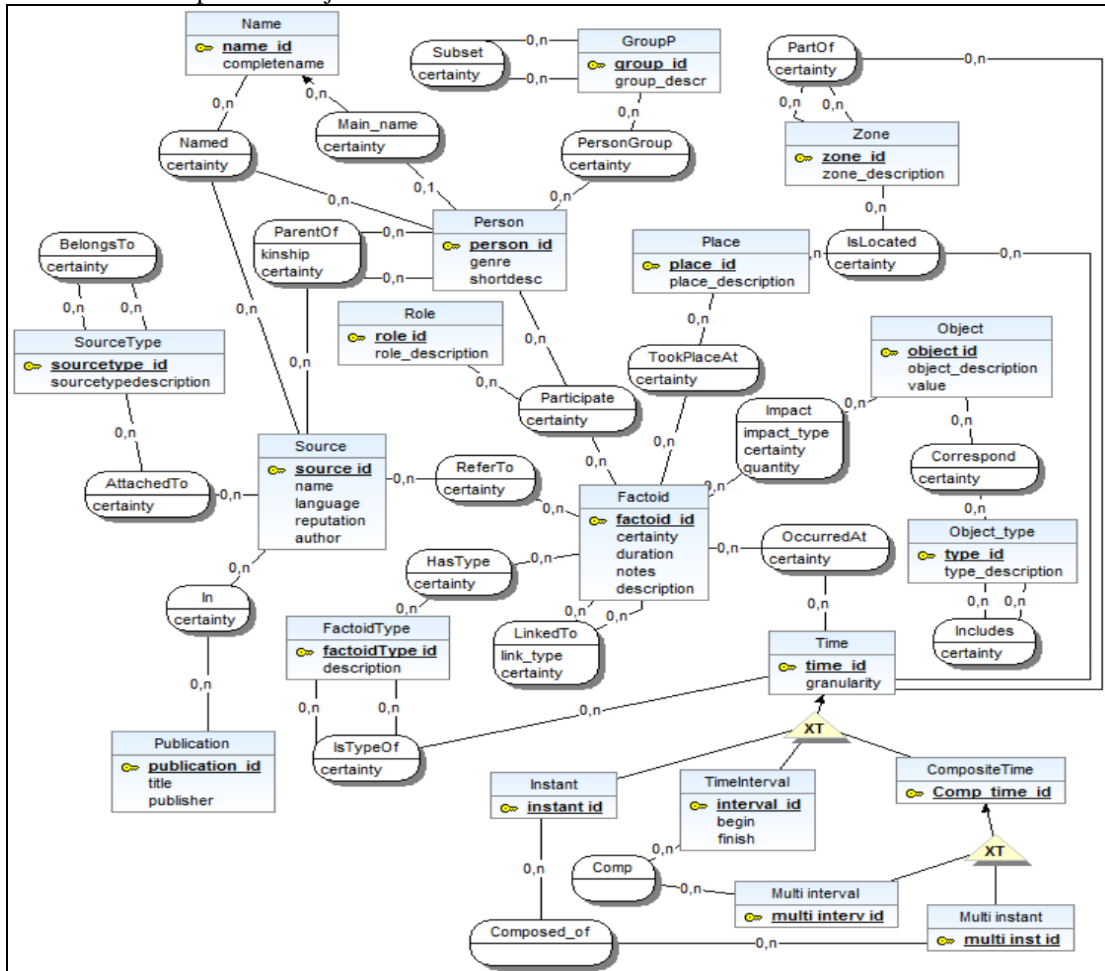 Name
name_id
completename
0,n
0,n
Subset
certainty
0,n
0,n
GroupP
group_id
group_descr
0,n
PartOf
certainty
0,n
0,n
0,n
Zone
zone_id
zone_description
0,n
Main_name
certainty
0,1
Named
certainty
0,n
0,n
PersonGroup
certainty
0,n
ParentOf
kinship
certainty
0,n
0,n
0,n
Person
person_id
genre
shortdesc
0,n
Place
place_id
place_description
0,n
0,n
IsLocated
certainty
0,n
BelongsTo
certainty
0,n
0,n
SourceType
sourcetype_id
sourcetypedescription
0,n
Role
role id
role_description
0,n
TookPlaceAt
certainty
0,n
Object
object id
object_description
value
0,n
0,n
Participate
certainty
0,n
Impact
impact_type
certainty
quantity
0,n
Correspond
certainty
0,n
AttachedTo
certainty
0,n
Source
source id
name
language
reputation
author
0,n
0,n
ReferTo
certainty
0,n
Factoid
factoid_id
certainty
duration
notes
description
0,n
0,n
0,n
0,n
OccurredAt
certainty
0,n
Object_type
type_id
type_description
0,n
0,n
Includes
certainty
HasType
certainty
0,n
In
certainty
0,n
FactoidType
factoidType id
description
0,n
0,n
LinkedTo
link_type
certainty
Time
time_id
granularity
0,n
IsTypeOf
certainty
Publication
publication_id
title
publisher
XT
Instant
instant id
0,n
TimeInterval
interval_id
begin
finish
0,n
CompositeTime
Comp_time_id
XT
Comp
0,n
Multi interval
multi interv id
Multi instant
multi inst id
Composed_of
0,n